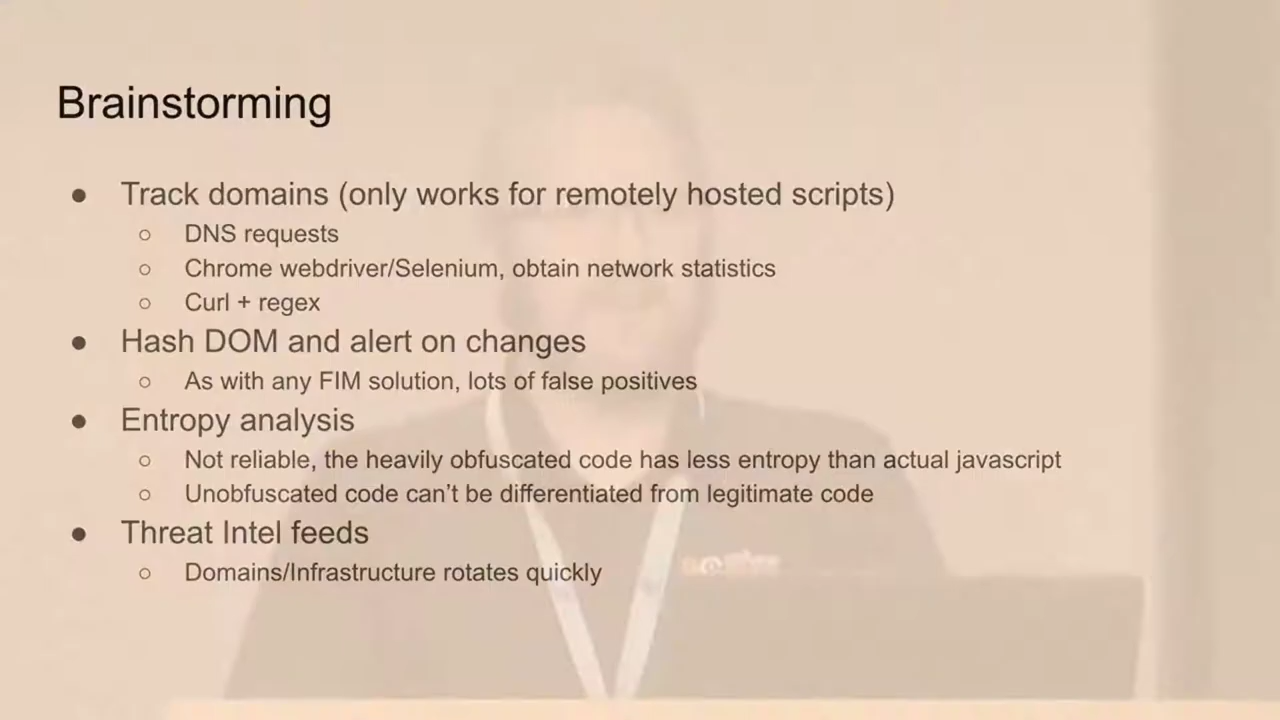 Brainstorming
● Track domains (only works for remotely hosted scripts)
○ DNS requests
○ Chrome webdriver/Selenium, obtain network statistics
○ Curl + regex
● Hash DOM and alert on changes
○ As with any FIM solution, lots of false positives
● Entropy analysis
○ Not reliable, the heavily obfuscated code has less entropy than actual javascript
○ Unobfuscated code can’t be differentiated from legitimate code
● Threat Intel feeds
○ Domains/Infrastructure rotates quickly